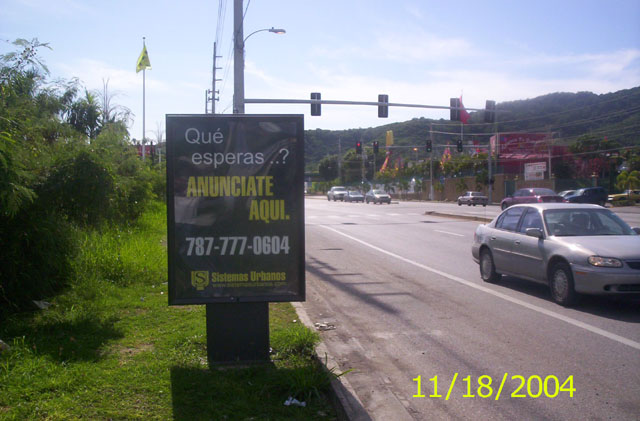 Qué
esperas ..?
ANUNCIATE
AQUI.
787-777-0604
Sistemas Urbanos
11/18/2004